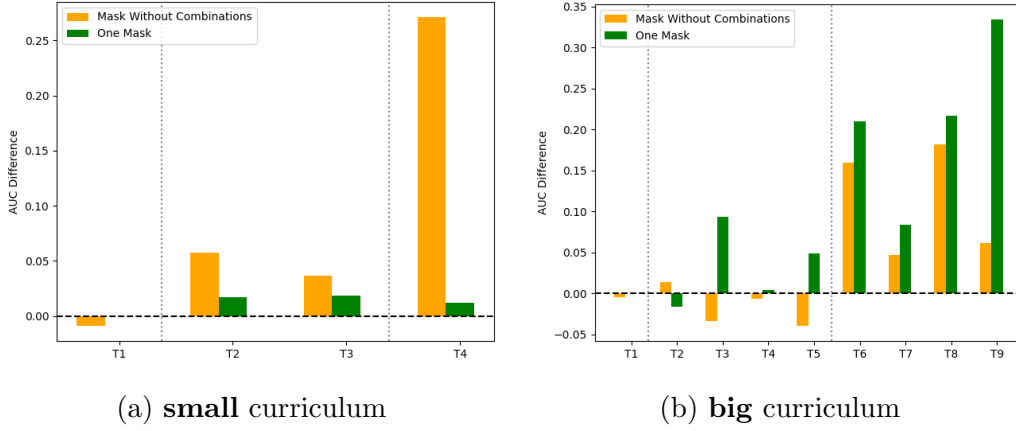 Mask Without Combinations
One Mask
AUC Difference
0.25
0.20
0.15
0.10
0.05
0.00
T1 T2 T3 T4
(a) small curriculum
Mask Without Combinations
One Mask
AUC Difference
0.35
0.30
0.25
0.20
0.15
0.10
0.05
0.00
−0.05
T1 T2 T3 T4 T5 T6 T7 T8 T9
(b) big curriculum